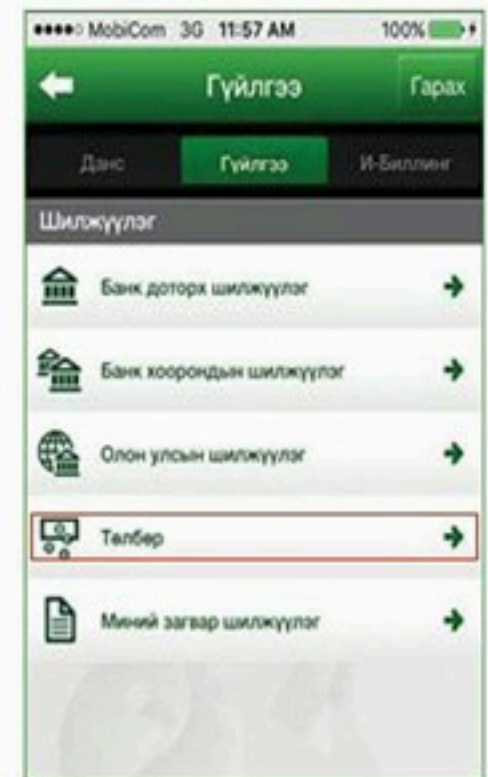 MobiCom 3G 11:57 AM 100%
Гүйлгээ Гарах
Данс Гүйлгээ И-Биллинг
Шилжүүлэг
Банк доторх шилжүүлэг
Банк хоорондын шилжүүлэг
Олон улсын шилжүүлэг
Төлбөр
Миний загвар шилжүүлэг